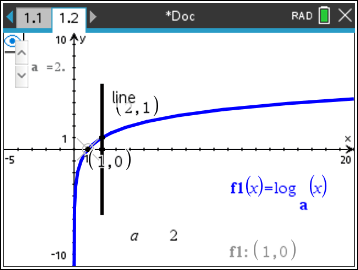 1.1 1.2 *Doc RAD
10 y
a =2.
line
(2,1)
1
x
-5 (1,0) 1 20
f1(x)=log a (x)
a 2
-10 f1:(1,0)